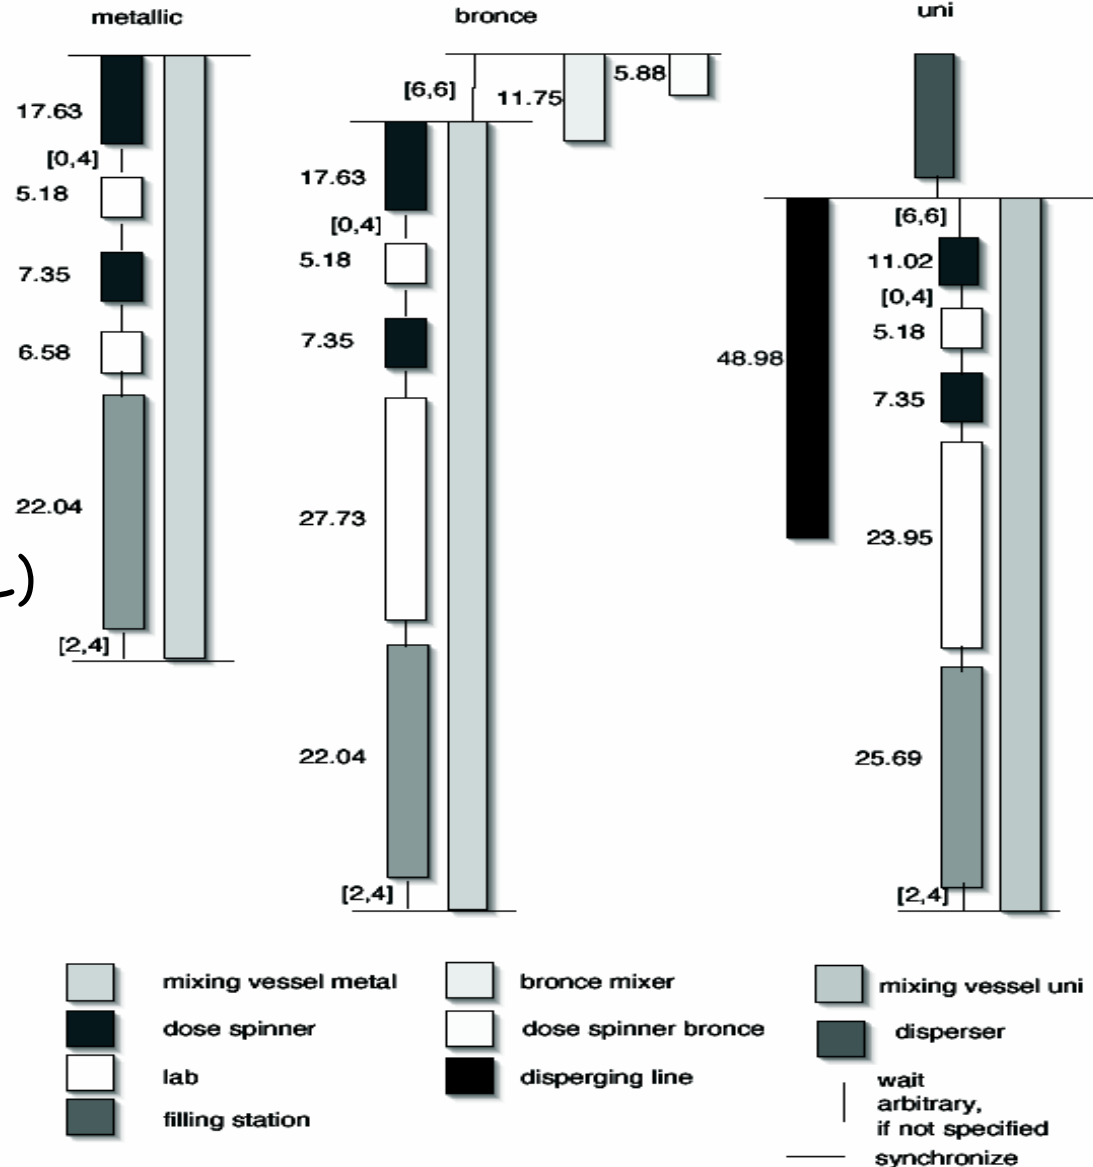 metallic
bronce
uni
17.63
[0,4]
5.18
7.35
6.58
22.04
[2,4]
[6,6]
11.75
5.88
17.63
[0,4]
5.18
7.35
27.73
22.04
[2,4]
48.98
[6,6]
11.02
[0,4]
5.18
7.35
23.95
25.69
[2,4]
mixing vessel metal
dose spinner
lab
filling station
bronce mixer
dose spinner bronce
disperging line
mixing vessel uni
disperser
wait
arbitrary,
if not specified
synchronize